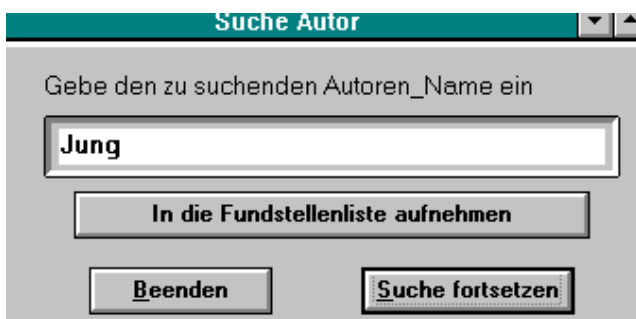 Suche Autor
Gebe den zu suchenden Autoren_Name ein
Jung
In die Fundstellenliste aufnehmen
Beenden Suche fortsetzen